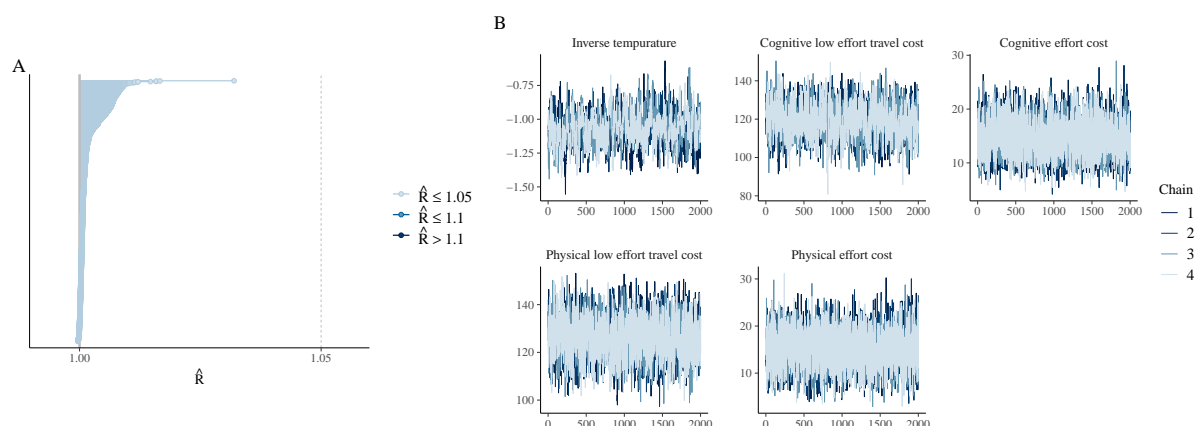 A
1.00
1.05
R̂
R̂ ≤ 1.05
R̂ ≤ 1.1
R̂ > 1.1
B
Inverse tempurature
−0.75
−1.00
−1.25
−1.50
0 500 1000 1500 2000
Cognitive low effort travel cost
140
120
100
80
0 500 1000 1500 2000
Cognitive effort cost
30
20
10
0 500 1000 1500 2000
Physical low effort travel cost
140
120
100
0 500 1000 1500 2000
Physical effort cost
30
20
10
0 500 1000 1500 2000
Chain
1
2
3
4